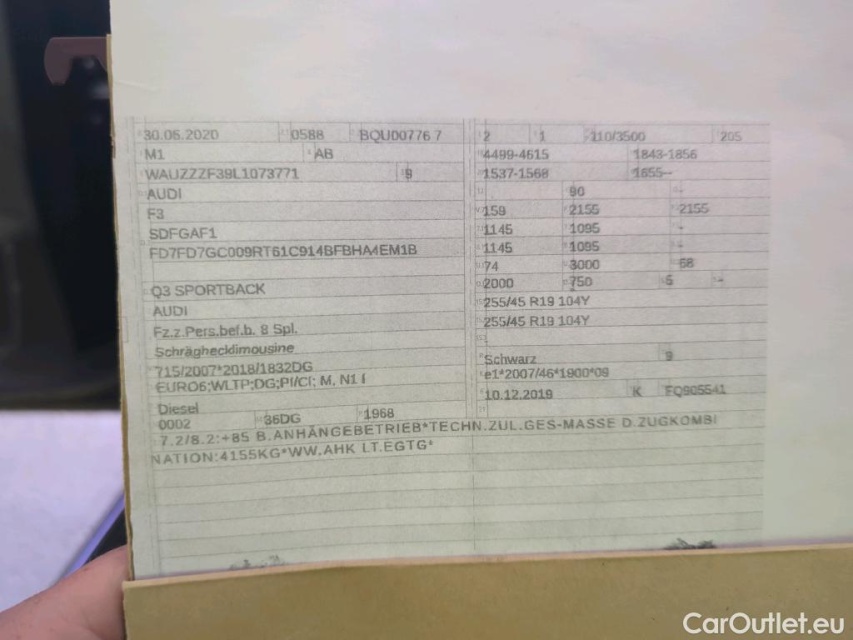 30.06.2020 0588 BQUD0776 7
M1 AB
WAUZZZF39L1073771 9
AUDI
F3
SDFGAF1
FD7FD7GC009RT61C914BFBHA4EM1B
Q3 SPORTBACK
AUDI
Fz.z.Pers.bef.b. 8 Spl.
Schrägheclimousine
715/2007*2018/1832DG
EURO6;WLTP;DG;PI/CI; M, N1 I
Diesel
0002 36DG 1968
2 1 110/3500 205
4499-4615 1843-1856
1537-1568 1655--
90 -
159 2155 2155
1145 1095 -
1145 1095 -
74 3000 68
2000 750 5 --
255/45 R19 104Y
255/45 R19 104Y
Schwarz 9
e1*2007/46*1900*09
10.12.2019 K FQ905541
7.2/8.2:+85 B.ANHÄNGEBETRIEB*TECHN.ZUL.GES-MASSE D.ZUGKOMBI
NATION:4155KG*WW.AHK LT.EGTG*
CarOutlet.eu